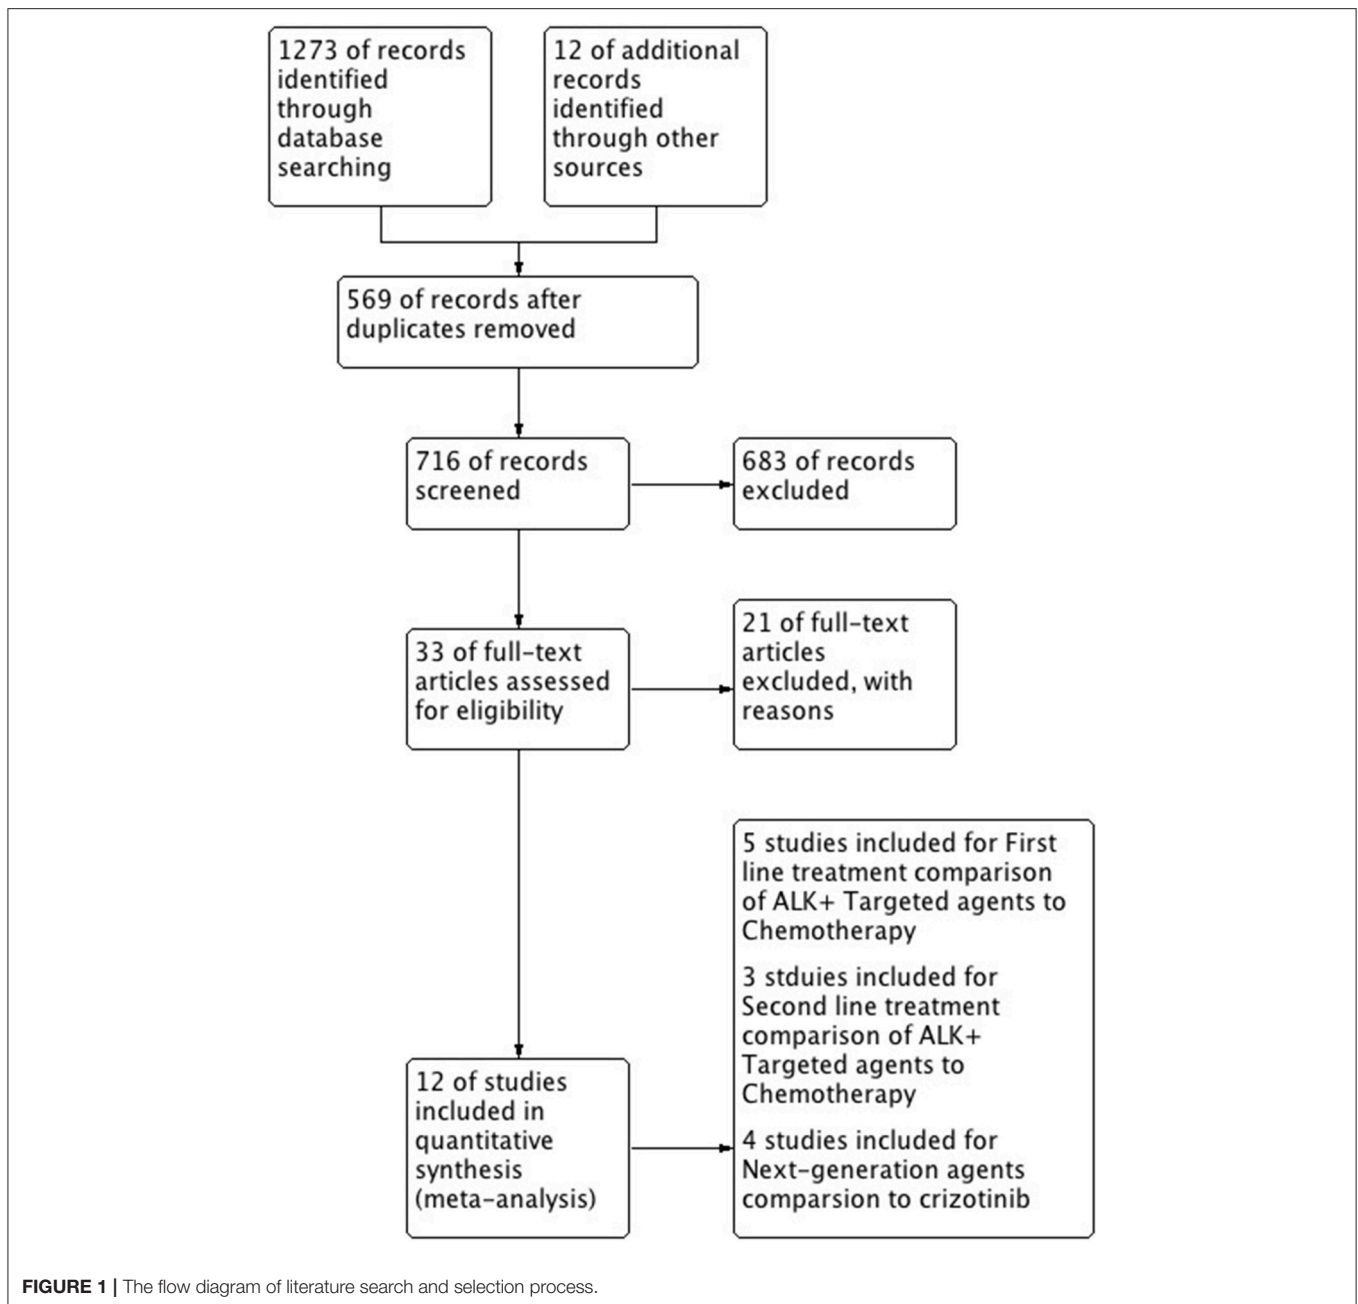 1273 of records
identified
through
database
searching
12 of additional
records
identified
through other
sources
569 of records after
duplicates removed
716 of records
screened
683 of records
excluded
33 of full-text
articles assessed
for eligibility
21 of full-text
articles
excluded, with
reasons
12 of studies
included in
quantitative
synthesis
(meta-analysis)
5 studies included for First
line treatment comparison
of ALK+ Targeted agents to
Chemotherapy
3 stduies included for
Second line treatment
comparison of ALK+
Targeted agents to
Chemotherapy
4 studies included for
Next-generation agents
comparsion to crizotinib
FIGURE 1 | The flow diagram of literature search and selection process.